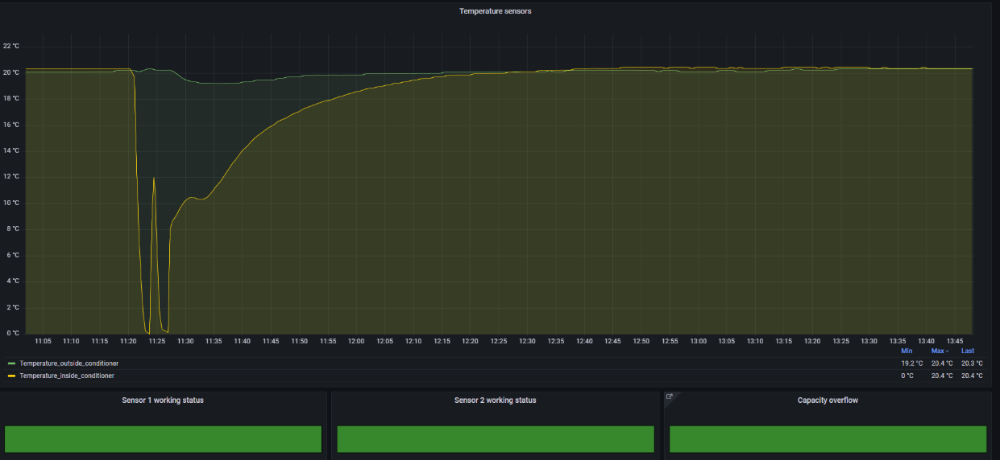 Temperature sensors
22 °C
20 °C
18 °C
16 °C
14 °C
12 °C
10 °C
8 °C
6 °C
4 °C
2 °C
0 °C
11:05 11:10 11:15 11:20 11:25 11:30 11:35 11:40 11:45 11:50 11:55 12:00 12:05 12:10 12:15 12:20 12:25 12:30 12:35 12:40 12:45 12:50 12:55 13:00 13:05 13:10 13:15 13:20 13:25 13:30 13:35 13:40 13:45
Min Max Last
Temperature_outside_conditioner 19.2 °C 20.4 °C 20.3 °C
Temperature_inside_conditioner 0 °C 20.4 °C 20.4 °C
Sensor 1 working status Sensor 2 working status Capacity overflow